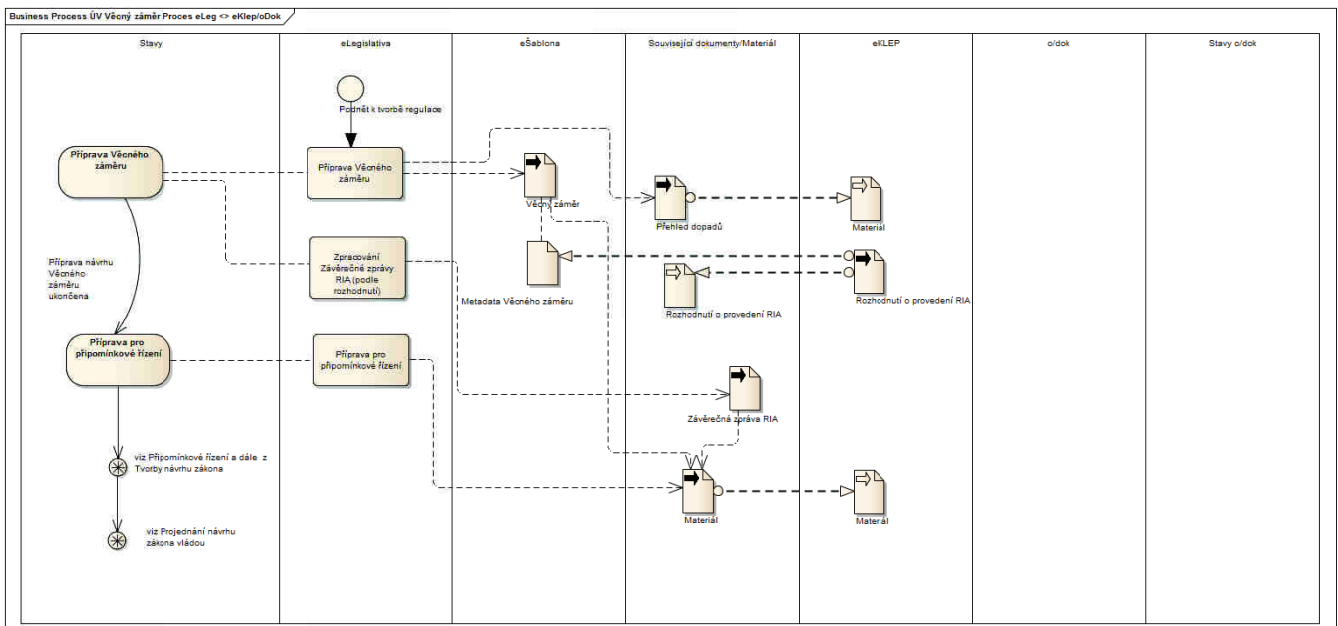 Business Process ÚV Věcný záměr Proces eLeg <> eKlep/oDok
Stavy
eLegislativa
eŠablona
Související dokumenty/Materiál
eKLEP
o/dok
Stavy o/dok
Podnět k tvorbě regulace
Příprava Věcného
záměru
Příprava Věcného
záměru
Věcný záměr
Přehled dopadů
Materiál
Příprava návrhu
Věcného
záměru
ukončena
Zpracování
Závěrečné zprávy
RIA (podle
rozhodnutí)
Metadata Věcného záměru
Rozhodnutí o provedení RIA
Rozhodnutí o provedení RIA
Příprava pro
připomínkové řízení
Příprava pro
připomínkové řízení
Závěrečná zpráva RIA
viz Připomínkové řízení a dále z
Tvorby návrhu zákona
Materiál
Materál
viz Projednání návrhu
zákona vládou